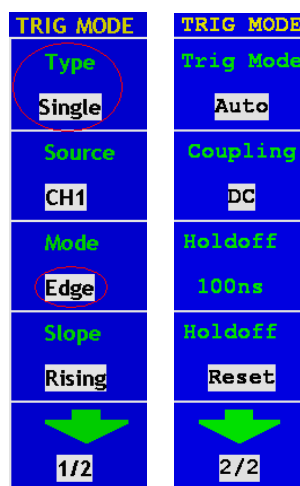 TRIG MODE
Type
Single
Source
CH1
Mode
Edge
Slope
Rising
1/2
TRIG MODE
Trig Mode
Auto
Coupling
DC
Holdoff
100ns
Holdoff
Reset
2/2